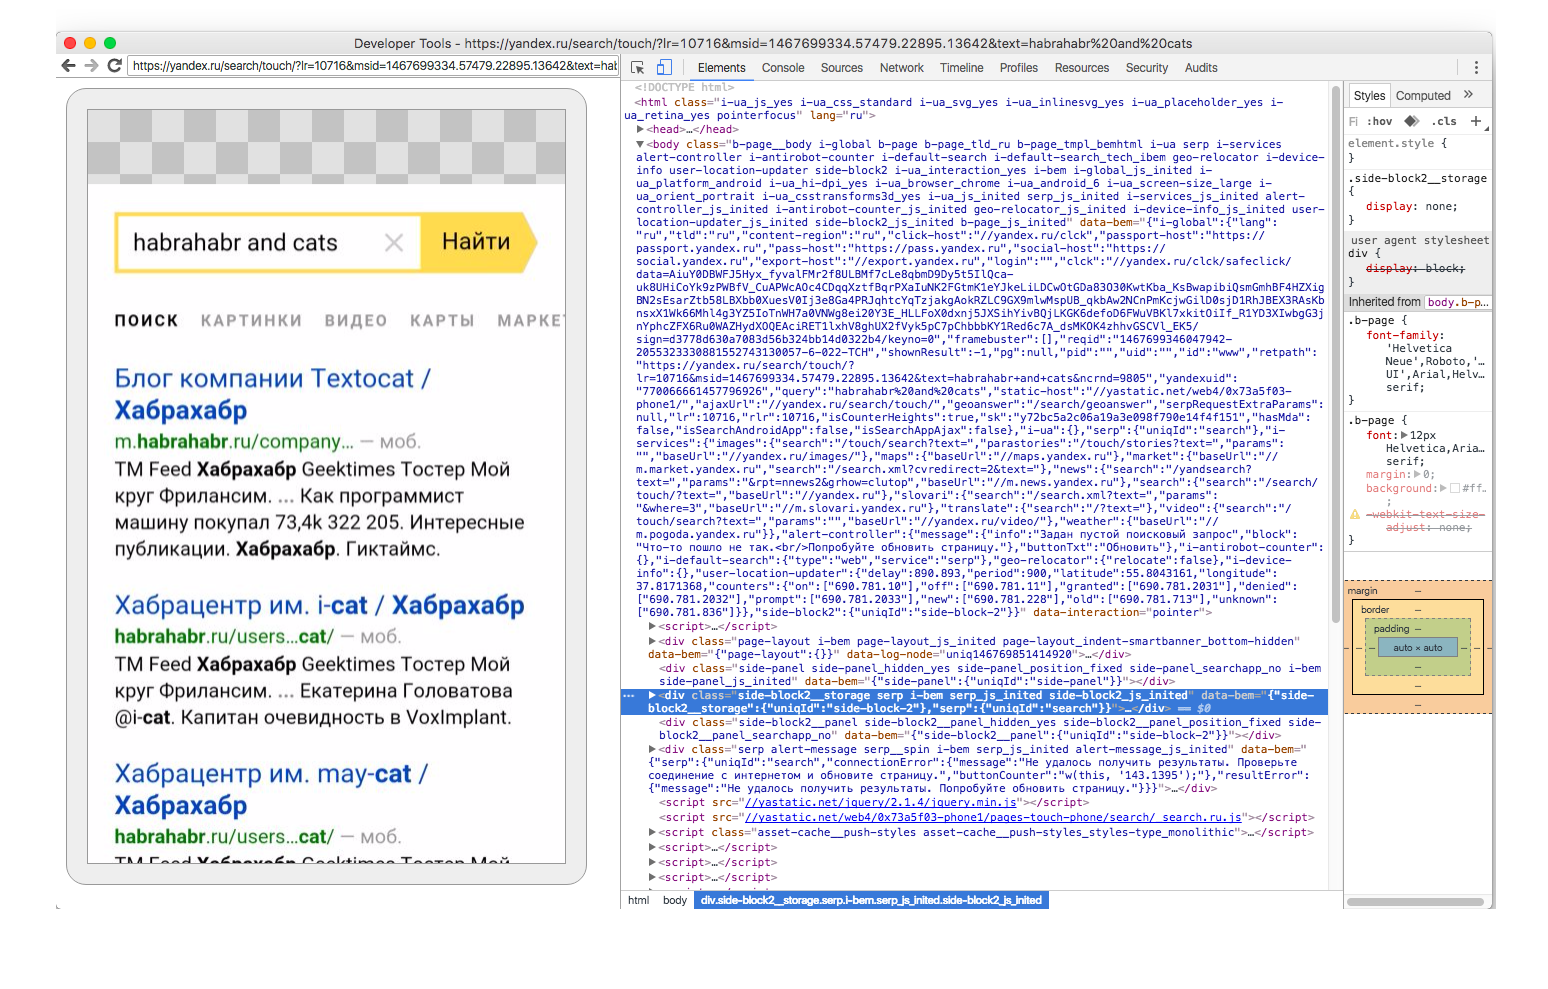 Developer Tools - https://yandex.ru/search/touch/?lr=10716&msid=1467699334.57479.22895.13642&text=habrahabr%20and%20cats
https://yandex.ru/search/touch/?lr=10716&msid=1467699334.57479.22895.13642&text=hab
habrahabr and cats
Найти
ПОИСК КАРТИНКИ ВИДЕО КАРТЫ МАРКЕТ
Блог компании Textocat /
Хабрахабр
m.habrahabr.ru/company... — моб.
TM Feed Хабрахабр Geektimes Тостер Мой
круг Фрилансим. ... Как программист
машину покупал 73,4k 322 205. Интересные
публикации. Хабрахабр. Гиктаймс.
Хабрацентр им. i-cat / Хабрахабр
habrahabr.ru/users...cat/ — моб.
TM Feed Хабрахабр Geektimes Тостер Мой
круг Фрилансим. ... Екатерина Головатова
@i-cat. Капитан очевидность в VoxImplant.
Хабрацентр им. may-cat /
Хабрахабр
habrahabr.ru/users...cat/ — моб.
TM Feed Хабрахабр Geektimes Тостер Мой
Elements Console Sources Network Timeline Profiles Resources Security Audits
<!DOCTYPE html>
<html class="i-ua_js_yes i-ua_css_standard i-ua_svg_yes i-ua_inlinesvg_yes i-ua_placeholder_yes i-
ua_retina_yes pointerfocus" lang="ru">
<head>…</head>
<body class="b-page__body i-global b-page b-page_tld_ru b-page_tmpl_bemhtml i-ua serp i-services
alert-controller i-antirobot-counter i-default-search i-default-search_tech_ibem geo-relocator i-device-
info user-location-updater side-block2 i-ua_interaction_yes i-bem i-global_js_inited i-
ua_platform_android i-ua_hi-dpi_yes i-ua_browser_chrome i-ua_android_6 i-ua_screen-size_large i-
ua_orient_portrait i-ua_csstransforms3d_yes i-ua_js_inited serp_js_inited i-services_js_inited alert-
controller_js_inited i-antirobot-counter_js_inited geo-relocator_js_inited i-device-info_js_inited user-
location-updater_js_inited side-block2_js_inited b-page_js_inited" data-bem="{"i-global":{"lang":
"ru","tld":"ru","content-region":"ru","click-host":"//yandex.ru/clck","passport-host":"https://
passport.yandex.ru","pass-host":"https://pass.yandex.ru","social-host":"https://
social.yandex.ru","export-host":"//export.yandex.ru","login":"","clck":"//yandex.ru/clck/safeclick/
sign=d3778d630a7083d56b324bb14d0322b4/keyno=0","framebuster":[],"reqid":"1467699346047942-
2055323330881552743130057-6-022-TCH","shownResult":-1,"pg":null,"pid":"","uid":"","id":"www","retpath":
"https://yandex.ru/search/touch/?
lr=10716&msid=1467699334.57479.22895.13642&text=habrahabr+and+cats&ncrnd=9805","yandexuid":
"770066661457796926","query":"habrahabr%20and%20cats","static-host":"//yastatic.net/web4/0x73a5f03-
phone1/","ajaxUrl":"//yandex.ru/search/touch/","geoanswer":"/search/geoanswer","serpRequestExtraParams":
null,"lr":10716,"rlr":10716,"isCounterHeights":true,"sk":"y72bc5a2c06a19a3e098f790e14f4f151","hasMda":
false,"isSearchAndroidApp":false,"isSearchAppAjax":false},"i-ua":{},"serp":{"uniqId":"search"},"i-
services":{"images":{"search":"/touch/search?text=","parastories":"/touch/stories?text=","params":
"","baseUrl":"//yandex.ru/images/"},"maps":{"baseUrl":"//maps.yandex.ru"},"market":{"baseUrl":"//
m.market.yandex.ru","search":"/search.xml?cvredirect=2&text="},"news":{"search":"/yandsearch?
text=","params":"&rpt=nnews2&grhow=clutop","baseUrl":"//m.news.yandex.ru"},"search":{"search":"/search/
touch/?text=","baseUrl":"//yandex.ru"},"slovari":{"search":"/search.xml?text=","params":
"&where=3","baseUrl":"//m.slovari.yandex.ru"},"translate":{"search":"/?text="},"video":{"search":"/
touch/search?text=","params":"","baseUrl":"//yandex.ru/video/"},"weather":{"baseUrl":"//
m.pogoda.yandex.ru"}},"alert-controller":{"message":{"info":"Задан пустой поисковый запрос","block":
"Что-то пошло не так.<br/>Попробуйте обновить страницу."},"buttonTxt":"Обновить"},"i-antirobot-counter":
{},"i-default-search":{"type":"web","service":"serp"},"geo-relocator":{"relocate":false},"i-device-
info":{},"user-location-updater":{"delay":890.893,"period":900,"latitude":55.8043161,"longitude":
37.8171368,"counters":{"on":["690.781.10"],"off":["690.781.11"],"granted":["690.781.2031"],"denied":
["690.781.2032"],"prompt":["690.781.2033"],"new":["690.781.228"],"old":["690.781.713"],"unknown":
["690.781.836"]}},"side-block2":{"uniqId":"side-block-2"}}" data-interaction="pointer">
<script>…</script>
<div class="page-layout i-bem page-layout_js_inited page-layout_indent-smartbanner_bottom-hidden"
data-bem="{"page-layout":{}}" data-log-node="uniq146769851414920">…</div>
<div class="side-panel side-panel_hidden_yes side-panel_position_fixed side-panel_searchapp_no i-bem
side-panel_js_inited" data-bem="{"side-panel":{"uniqId":"side-panel"}}"></div>
<div class="side-block2__storage serp i-bem serp_js_inited side-block2_js_inited" data-bem="{"side-
block2__storage":{"uniqId":"side-block-2"},"serp":{"uniqId":"search"}}">…</div> == $0
<div class="side-block2__panel side-block2__panel_hidden_yes side-block2__panel_position_fixed side-
block2__panel_searchapp_no" data-bem="{"side-block2__panel":{"uniqId":"side-block-2"}}"></div>
<div class="serp alert-message serp__spin i-bem serp_js_inited alert-message_js_inited" data-bem="
{"serp":{"uniqId":"search","connectionError":{"message":"Не удалось получить результаты. Проверьте
соединение с интернетом и обновите страницу.","buttonCounter":"w(this, '143.1395');"},"resultError":
{"message":"Не удалось получить результаты. Попробуйте обновить страницу."}}}">…</div>
<script src="//yastatic.net/jquery/2.1.4/jquery.min.js"></script>
<script src="//yastatic.net/web4/0x73a5f03-phone1/pages-touch-phone/search/_search.ru.js"></script>
<script class="asset-cache__push-styles asset-cache__push-styles_styles-type_monolithic">…</script>
<script>…</script>
<script>…</script>
<script>…</script>
html body div.side-block2__storage.serp.i-bem.serp_js_inited.side-block2_js_inited
Styles Computed »
Fi :hov .cls +
element.style {
}
.side-block2__storage
{
display: none;
}
user agent stylesheet
div {
display: block;
}
Inherited from body.b-p…
.b-page {
font-family:
'Helvetica
Neue',Roboto,'…
UI',Arial,Helv…
serif;
}
.b-page {
font: 12px
Helvetica,Aria…
serif;
margin: 0;
background: #ff…
;
-webkit-text-size-
adjust: none;
}
margin –
border –
padding –
– – auto × auto – –
–
–
–